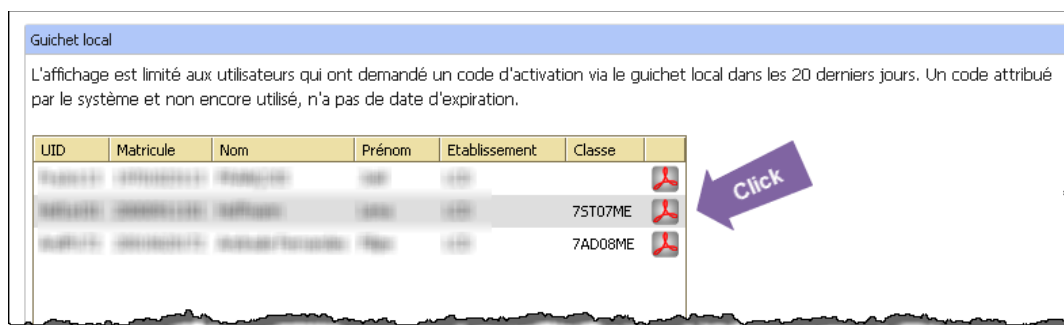 Guichet local
L'affichage est limité aux utilisateurs qui ont demandé un code d'activation via le guichet local dans les 20 derniers jours. Un code attribué
par le système et non encore utilisé, n'a pas de date d'expiration.
UID Matricule Nom Prénom Etablissement Classe
Click
7ST07ME
7AD08ME